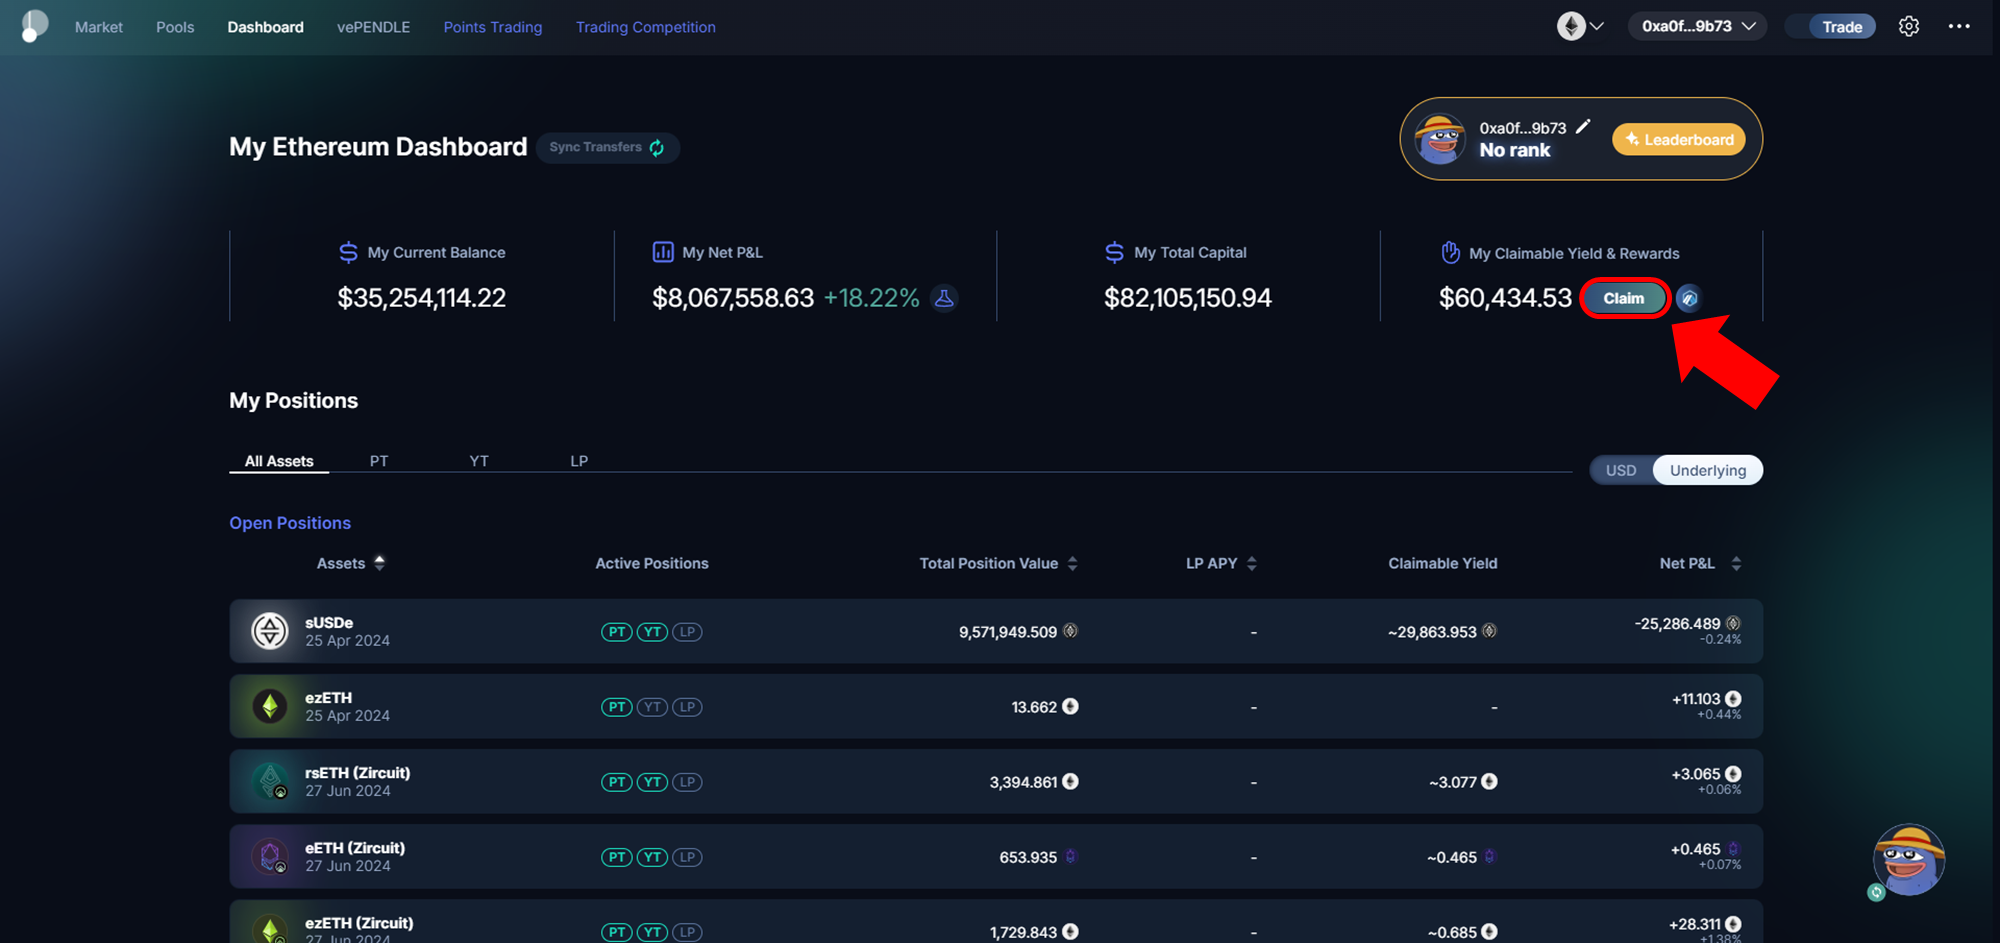 Market Pools Dashboard vePENDLE Points Trading Trading Competition 0xa0f...9b73 Trade
My Ethereum Dashboard Sync Transfers
0xa0f...9b73
No rank
Leaderboard
My Current Balance
$35,254,114.22
My Net P&L
$8,067,558.63 +18.22%
My Total Capital
$82,105,150.94
My Claimable Yield & Rewards
$60,434.53 Claim
My Positions
All Assets PT YT LP
USD Underlying
Open Positions
Assets Active Positions Total Position Value LP APY Claimable Yield Net P&L
sUSDe
25 Apr 2024
PT YT LP
9,571,949.509
-
~29,863.953
-25,286.489
-0.24%
ezETH
25 Apr 2024
PT YT LP
13.662
-
-
+11.103
+0.44%
rsETH (Zircuit)
27 Jun 2024
PT YT LP
3,394.861
-
~3.077
+3.065
+0.06%
eETH (Zircuit)
27 Jun 2024
PT YT LP
653.935
-
~0.465
+0.465
+0.07%
ezETH (Zircuit)
27 Jun 2024
PT YT LP
1,729.843
-
~0.685
+28.311
+1.38%